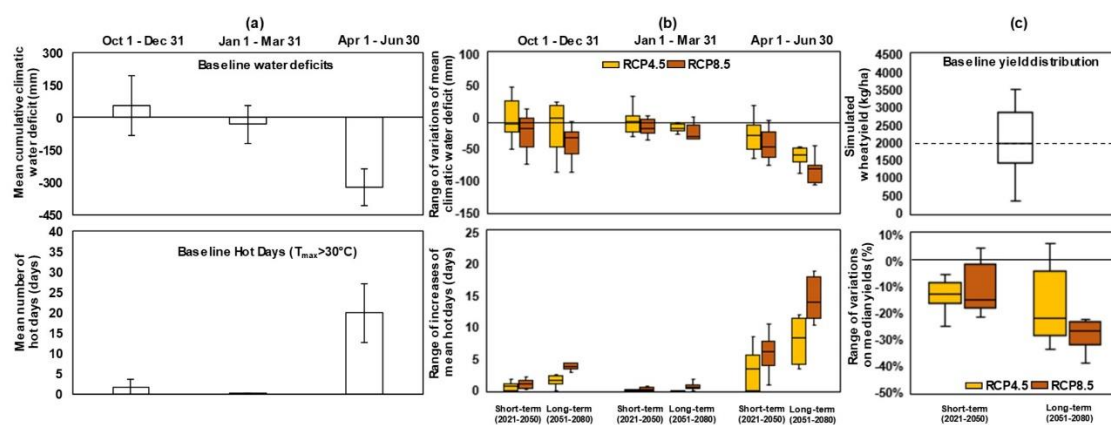 (a)
Oct 1 - Dec 31 Jan 1 - Mar 31 Apr 1 - Jun 30
Mean cumulative climatic
water deficit (mm)
300
150
0
-150
-300
-450
Baseline water deficits
Mean number of
hot days (days)
40
35
30
25
20
15
10
5
0
Baseline Hot Days (Tmax>30°C)
(b)
Oct 1 - Dec 31 Jan 1 - Mar 31 Apr 1 - Jun 30
Range of variations of mean
climatic water deficit (mm)
100
50
0
-50
-100
-150
RCP4.5 RCP8.5
Range of increases of
mean hot days (days)
25
20
15
10
5
0
Short-term Long-term Short-term Long-term Short-term Long-term
(2021-2050) (2051-2080) (2021-2050) (2051-2080) (2021-2050) (2051-2080)
(c)
Simulated
wheat yield (kg/ha)
4500
4000
3500
3000
2500
2000
1500
1000
500
0
Baseline yield distribution
Range of variations
on median yields (%)
10%
0%
-10%
-20%
-30%
-40%
-50%
RCP4.5 RCP8.5
Short-term Long-term
(2021-2050) (2051-2080)